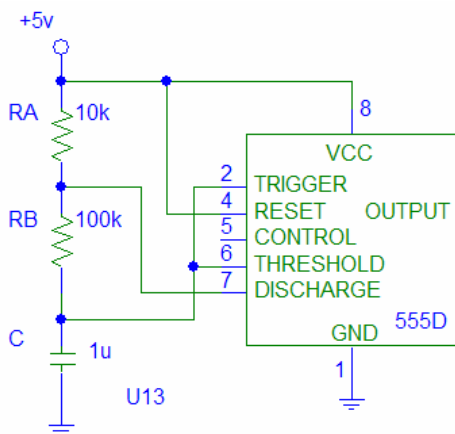 +5v
8
RA 10k
VCC
2 TRIGGER
4 RESET OUTPUT
RB 100k
5 CONTROL
6 THRESHOLD
7 DISCHARGE
555D
C 1u
GND
1
U13